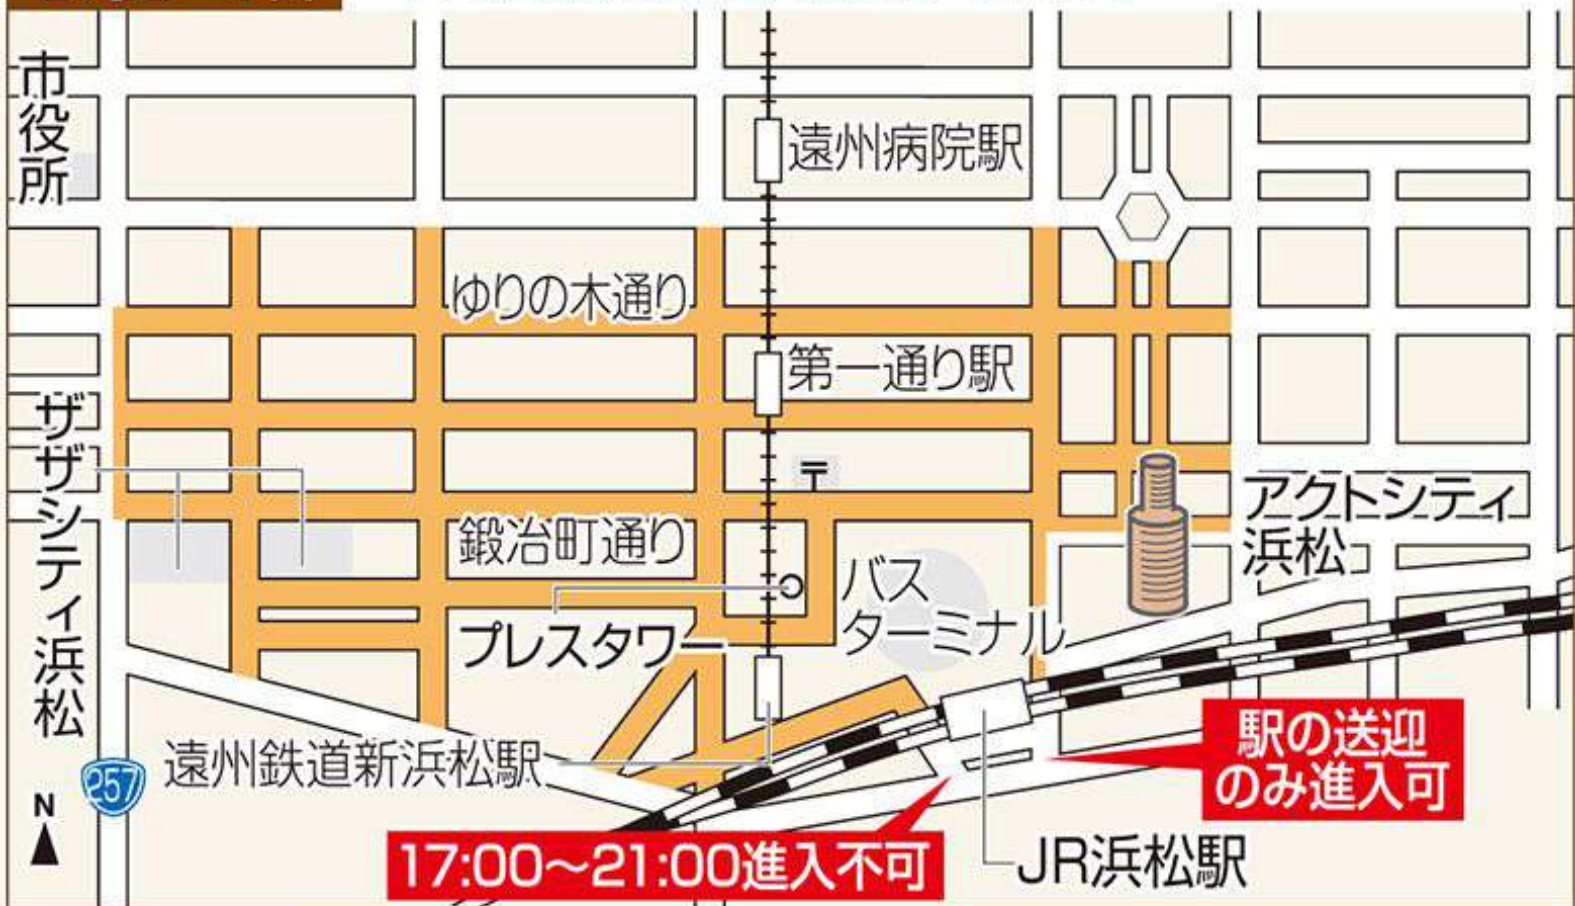 市役所
遠州病院駅
ゆりの木通り
第一通り駅
ザザシティ浜松
〒
鍛冶町通り
アクトシティ
浜松
バス
ターミナル
プレスタワー
遠州鉄道新浜松駅
257
駅の送迎
のみ進入可
N
17:00～21:00進入不可
JR浜松駅